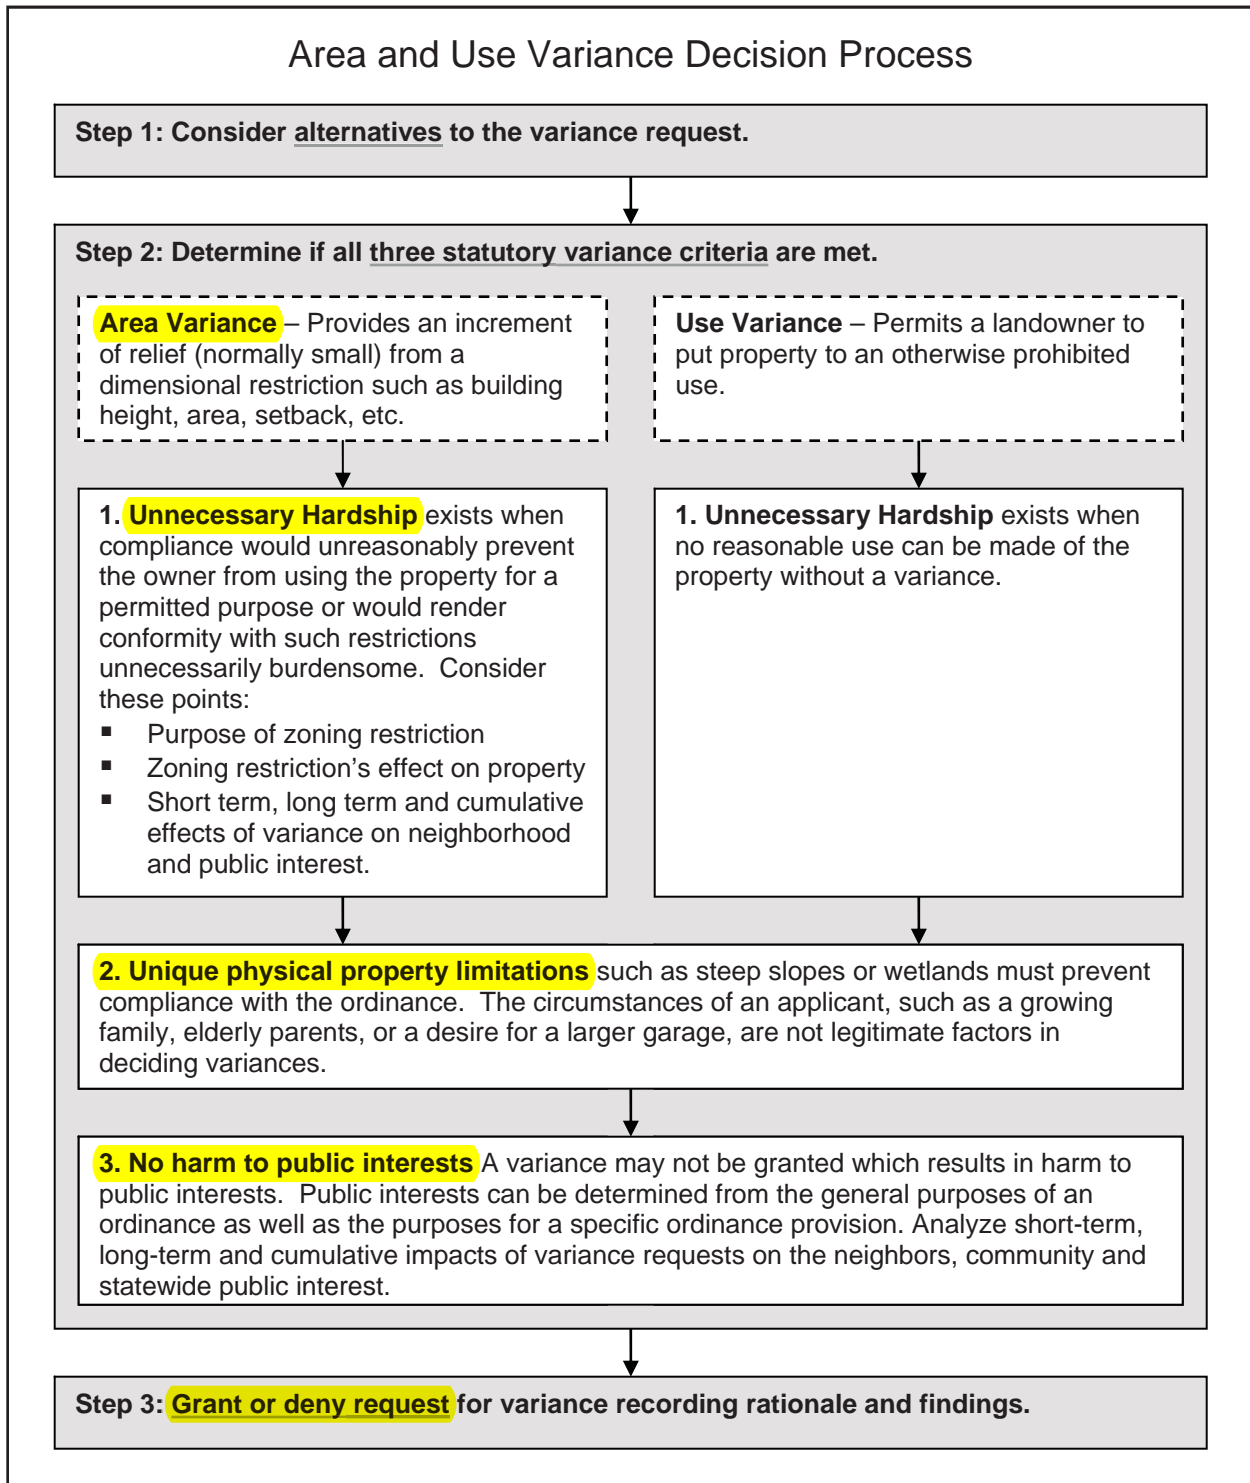 Area and Use Variance Decision Process
Step 1: Consider alternatives to the variance request.
Step 2: Determine if all three statutory variance criteria are met.
Area Variance – Provides an increment
of relief (normally small) from a
dimensional restriction such as building
height, area, setback, etc.
Use Variance – Permits a landowner to
put property to an otherwise prohibited
use.
1. Unnecessary Hardship exists when
compliance would unreasonably prevent
the owner from using the property for a
permitted purpose or would render
conformity with such restrictions
unnecessarily burdensome.  Consider
these points:
▪ Purpose of zoning restriction
▪ Zoning restriction's effect on property
▪ Short term, long term and cumulative
effects of variance on neighborhood
and public interest.
1. Unnecessary Hardship exists when
no reasonable use can be made of the
property without a variance.
2. Unique physical property limitations such as steep slopes or wetlands must prevent
compliance with the ordinance.  The circumstances of an applicant, such as a growing
family, elderly parents, or a desire for a larger garage, are not legitimate factors in
deciding variances.
3. No harm to public interests A variance may not be granted which results in harm to
public interests.  Public interests can be determined from the general purposes of an
ordinance as well as the purposes for a specific ordinance provision. Analyze short-term,
long-term and cumulative impacts of variance requests on the neighbors, community and
statewide public interest.
Step 3: Grant or deny request for variance recording rationale and findings.